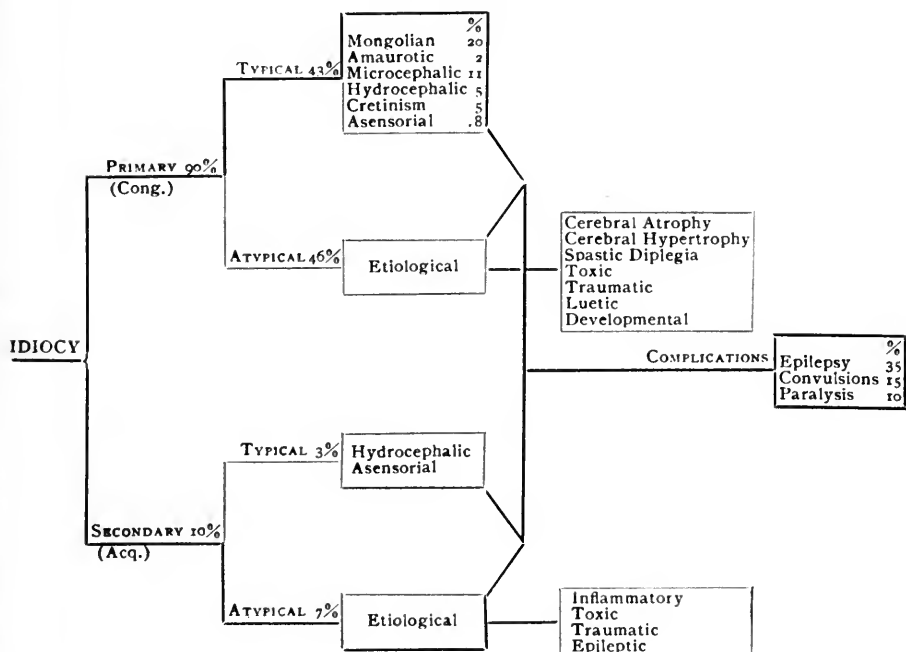 %
Mongolian 20
Amaurotic 2
Microcephalic 11
Hydrocephalic 5
Cretinism 5
Asensorial .8
TYPICAL 43%
PRIMARY 90%
(Cong.)
ATYPICAL 46%
Etiological
Cerebral Atrophy
Cerebral Hypertrophy
Spastic Diplegia
Toxic
Traumatic
Luetic
Developmental
IDIOCY
COMPLICATIONS
%
Epilepsy 35
Convulsions 15
Paralysis 10
TYPICAL 3%
Hydrocephalic
Asensorial
SECONDARY 10%
(Acq.)
ATYPICAL 7%
Etiological
Inflammatory
Toxic
Traumatic
Epileptic